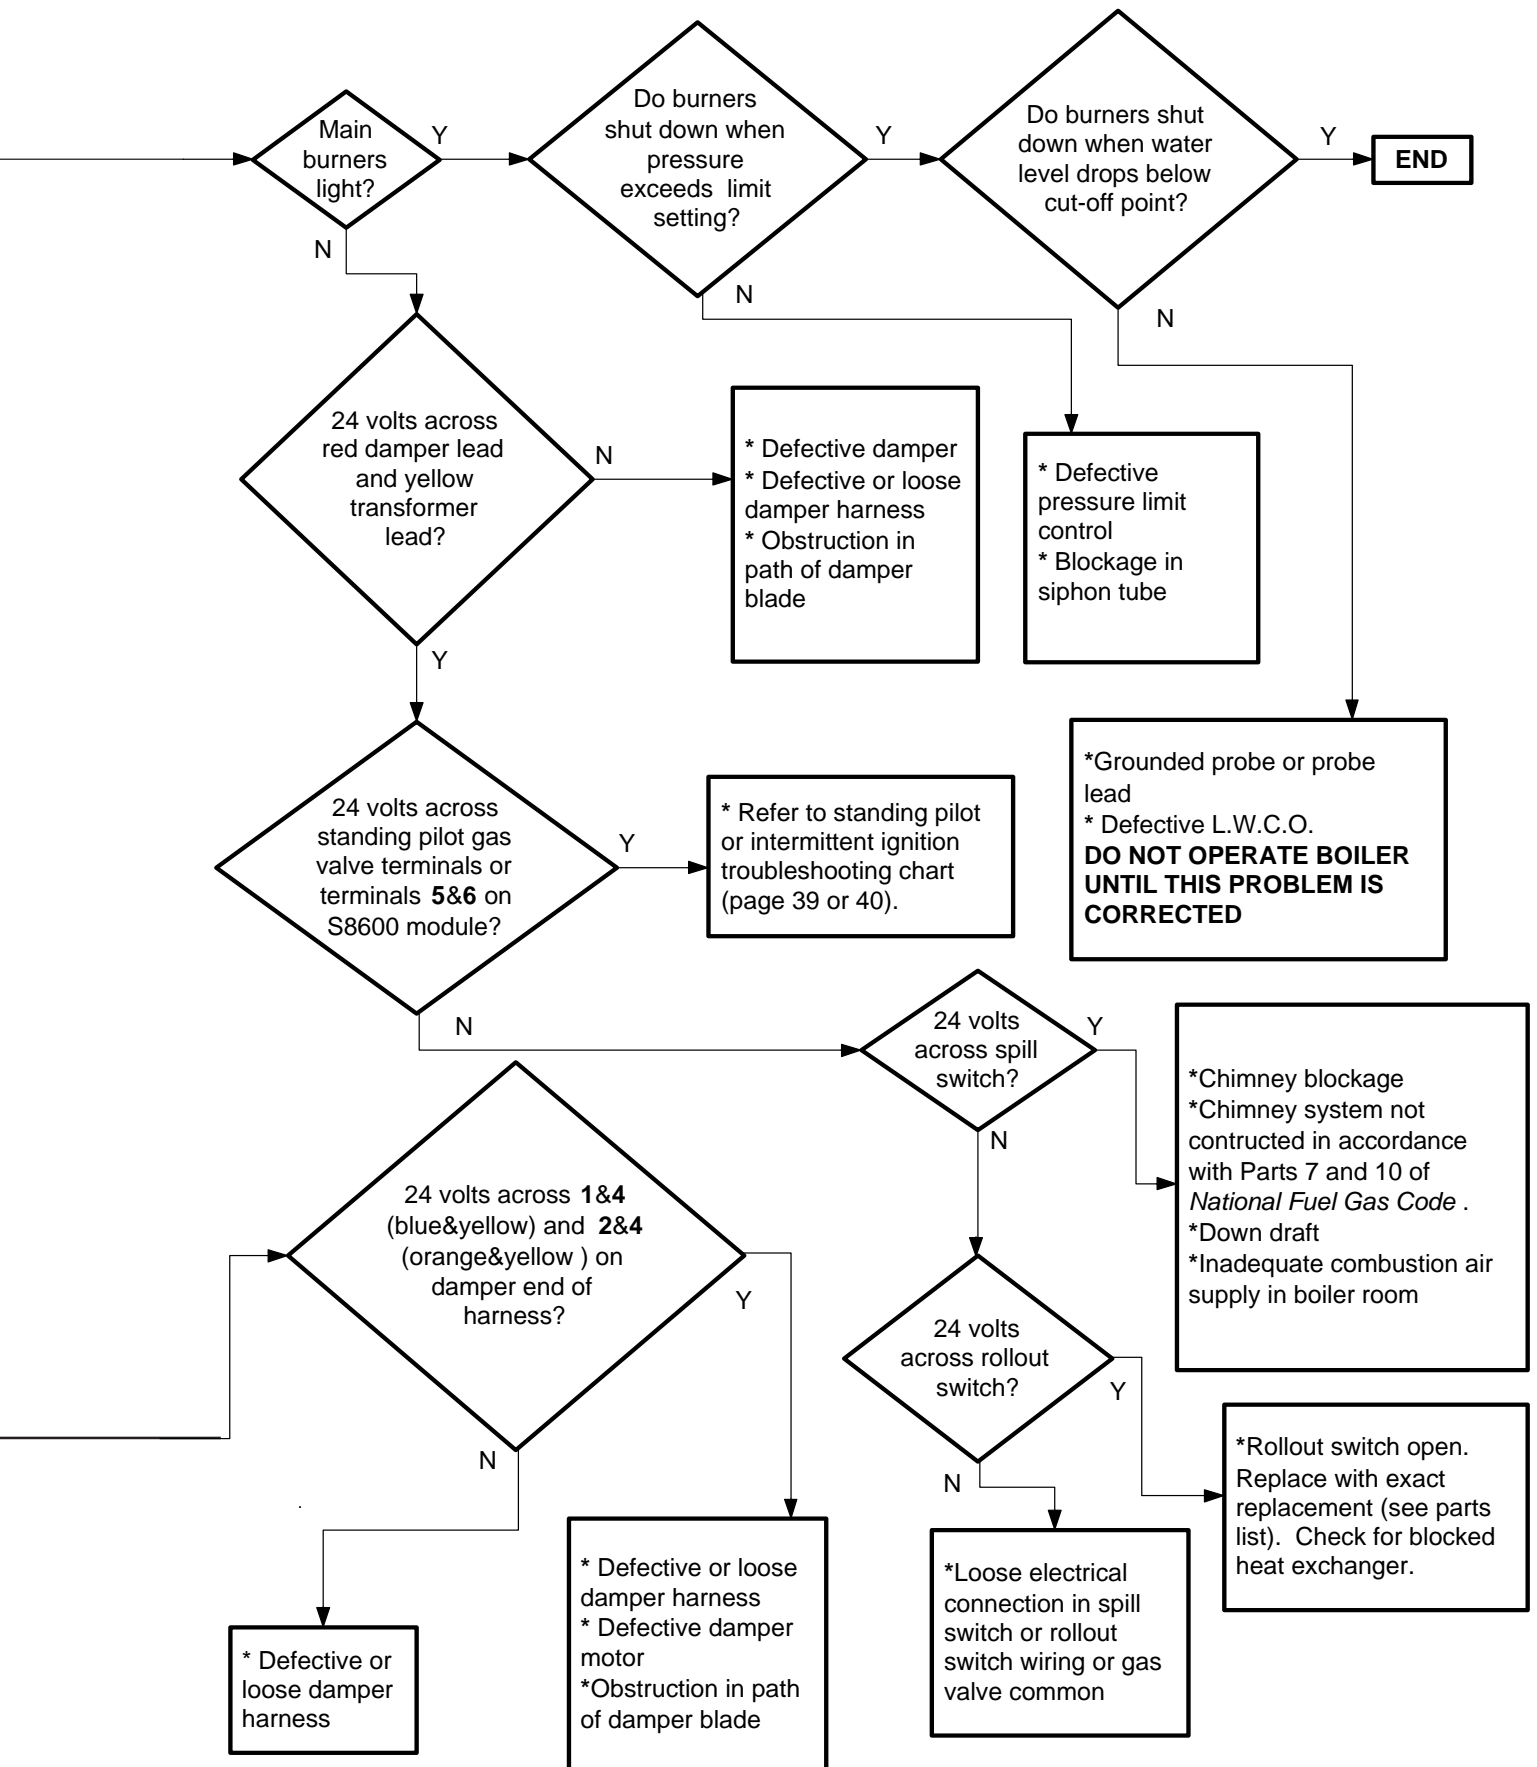 Main
burners
light?
Y
N
Do burners
shut down when
pressure
exceeds limit
setting?
Y
N
Do burners shut
down when water
level drops below
cut-off point?
Y
N
END
24 volts across
red damper lead
and yellow
transformer
lead?
N
Y
* Defective damper
* Defective or loose
damper harness
* Obstruction in
path of damper
blade
* Defective
pressure limit
control
* Blockage in
siphon tube
*Grounded probe or probe
lead
* Defective L.W.C.O.
DO NOT OPERATE BOILER
UNTIL THIS PROBLEM IS
CORRECTED
24 volts across
standing pilot gas
valve terminals or
terminals 5&6 on
S8600 module?
Y
N
* Refer to standing pilot
or intermittent ignition
troubleshooting chart
(page 39 or 40).
24 volts
across spill
switch?
Y
N
*Chimney blockage
*Chimney system not
contructed in accordance
with Parts 7 and 10 of
National Fuel Gas Code .
*Down draft
*Inadequate combustion air
supply in boiler room
24 volts across 1&4
(blue&yellow) and 2&4
(orange&yellow ) on
damper end of
harness?
Y
N
24 volts
across rollout
switch?
Y
N
*Rollout switch open.
Replace with exact
replacement (see parts
list). Check for blocked
heat exchanger.
*Loose electrical
connection in spill
switch or rollout
switch wiring or gas
valve common
* Defective or loose
damper harness
* Defective damper
motor
*Obstruction in path
of damper blade
* Defective or
loose damper
harness